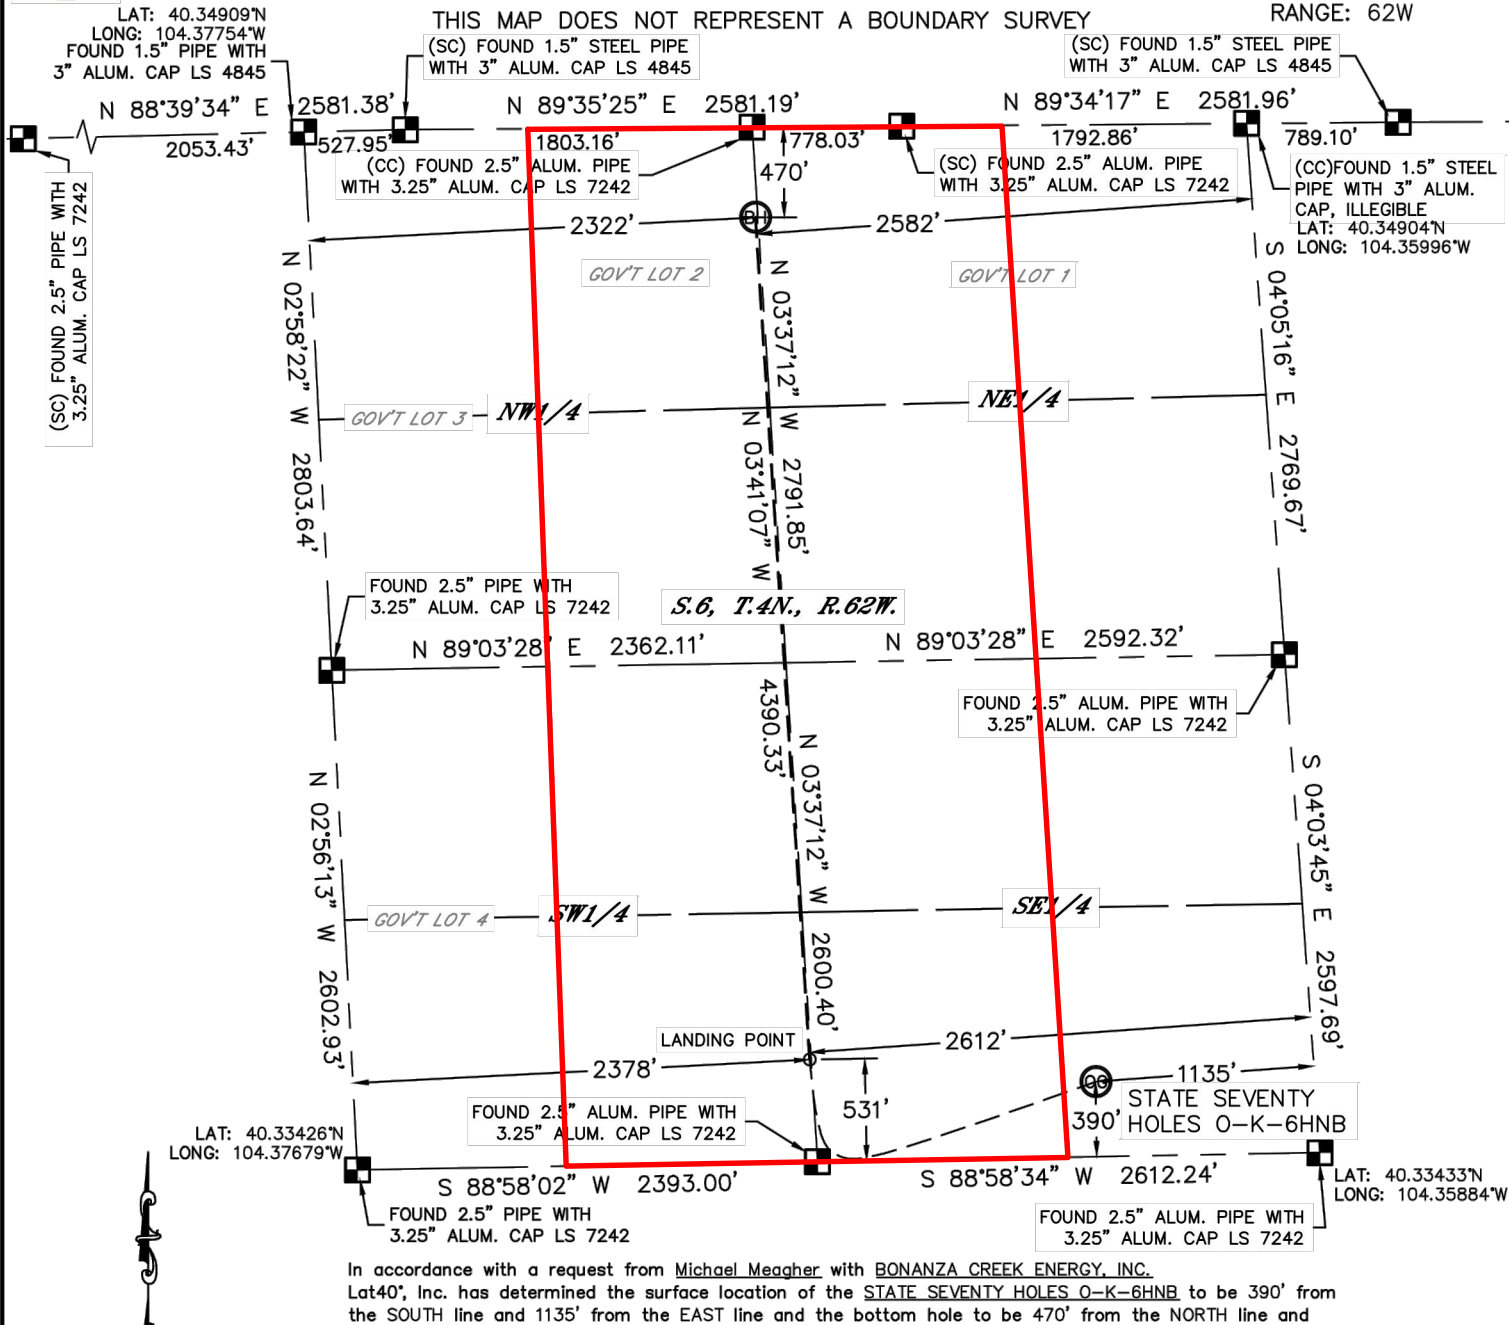 LAT: 40.34909°N
LONG: 104.37754°W
FOUND 1.5" PIPE WITH
3" ALUM. CAP LS 4845
THIS MAP DOES NOT REPRESENT A BOUNDARY SURVEY
RANGE: 62W
(SC) FOUND 1.5" STEEL PIPE
WITH 3" ALUM. CAP LS 4845
(SC) FOUND 1.5" STEEL PIPE
WITH 3" ALUM. CAP LS 4845
N 88°39'34" E 2581.38'
N 89°35'25" E 2581.19'
N 89°34'17" E 2581.96'
2053.43'
527.95'
1803.16'
778.03'
1792.86'
789.10'
(CC) FOUND 2.5" ALUM. PIPE
WITH 3.25" ALUM. CAP LS 7242
470'
(SC) FOUND 2.5" ALUM. PIPE
WITH 3.25" ALUM. CAP LS 7242
(CC)FOUND 1.5" STEEL
PIPE WITH 3" ALUM.
CAP, ILLEGIBLE
LAT: 40.34904°N
LONG: 104.35996°W
(SC) FOUND 2.5" PIPE WITH
3.25" ALUM. CAP LS 7242
2322'
BH
2582'
GOV'T LOT 2
GOV'T LOT 1
N 02°58'22" W 2803.64'
N 03°37'12" W 2791.85'
S 04°05'16" E 2769.67'
GOV'T LOT 3
NW1/4
NE1/4
N 03°41'07" W 4390.33'
FOUND 2.5" PIPE WITH
3.25" ALUM. CAP LS 7242
S.6, T.4N., R.62W.
N 89°03'28" E 2362.11'
N 89°03'28" E 2592.32'
FOUND 2.5" ALUM. PIPE WITH
3.25" ALUM. CAP LS 7242
N 02°56'13" W 2602.93'
N 03°37'12" W 2600.40'
S 04°03'45" E 2597.69'
GOV'T LOT 4
SW1/4
SE1/4
LANDING POINT
2612'
2378'
1135'
531'
390'
STATE SEVENTY
HOLES O-K-6HNB
FOUND 2.5" ALUM. PIPE WITH
3.25" ALUM. CAP LS 7242
LAT: 40.33426°N
LONG: 104.37679°W
S 88°58'02" W 2393.00'
S 88°58'34" W 2612.24'
LAT: 40.33433°N
LONG: 104.35884°W
FOUND 2.5" PIPE WITH
3.25" ALUM. CAP LS 7242
FOUND 2.5" ALUM. PIPE WITH
3.25" ALUM. CAP LS 7242
In accordance with a request from Michael Meagher with BONANZA CREEK ENERGY, INC.
Lat40°, Inc. has determined the surface location of the STATE SEVENTY HOLES O-K-6HNB to be 390' from
the SOUTH line and 1135' from the EAST line and the bottom hole to be 470' from the NORTH line and